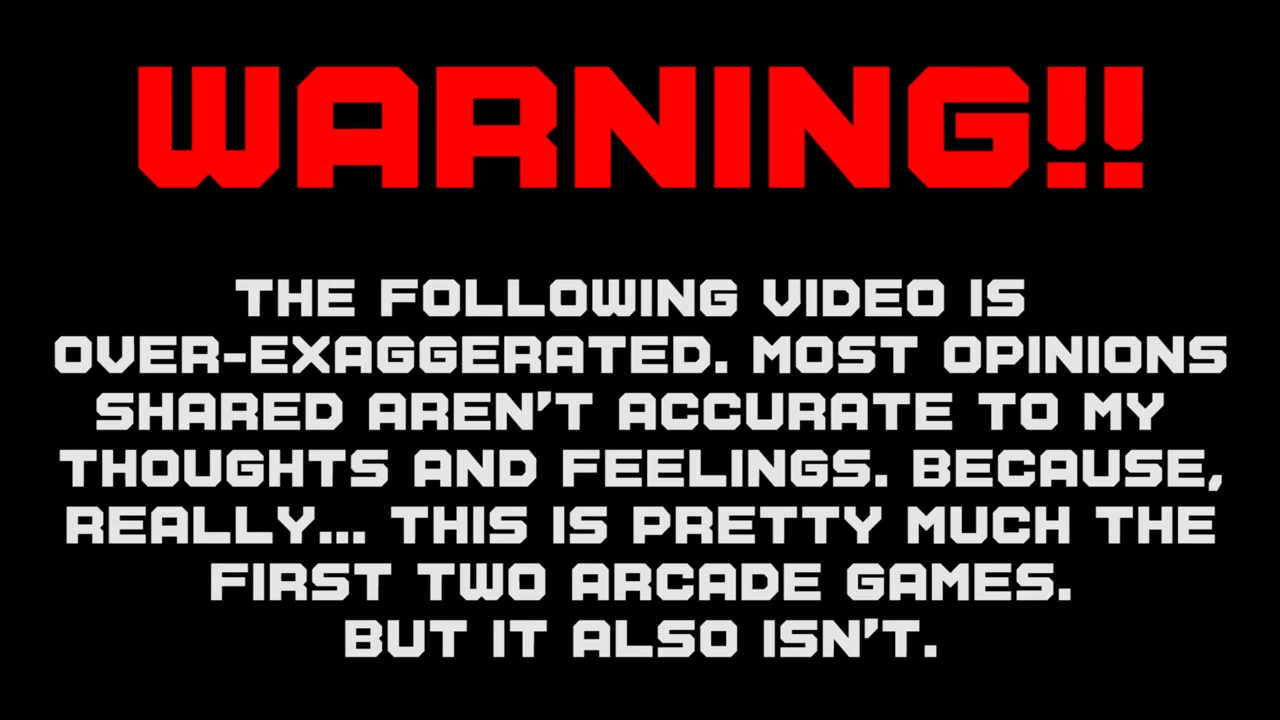 WARNING!!
THE FOLLOWING VIDEO IS
OVER-EXAGGERATED. MOST OPINIONS
SHARED AREN'T ACCURATE TO MY
THOUGHTS AND FEELINGS. BECAUSE,
REALLY... THIS IS PRETTY MUCH THE
FIRST TWO ARCADE GAMES.
BUT IT ALSO ISN'T.